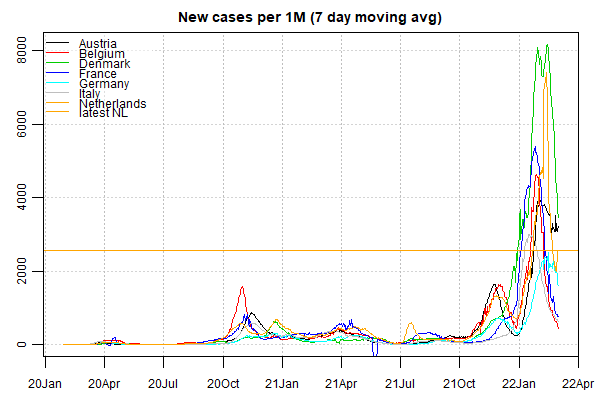 New cases per 1M (7 day moving avg)
Austria
Belgium
Denmark
France
Germany
Italy
Netherlands
latest NL
8000
6000
4000
2000
0
20Jan 20Apr 20Jul 20Oct 21Jan 21Apr 21Jul 21Oct 22Jan 22Apr